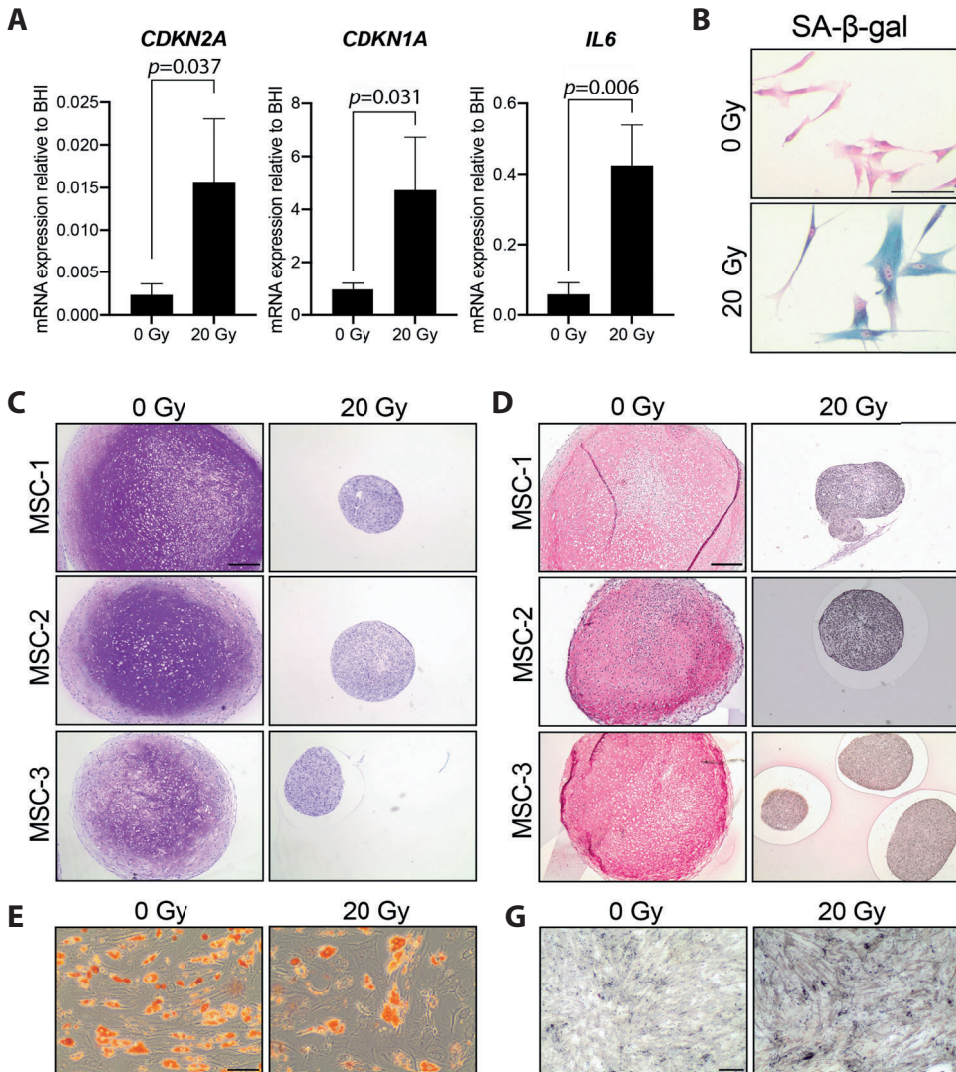 A
CDKN2A
p=0.037
mRNA expression relative to BHI
0.025
0.020
0.015
0.010
0.005
0.000
0 Gy 20 Gy
CDKN1A
p=0.031
mRNA expression relative to BHI
8
6
4
2
0
0 Gy 20 Gy
IL6
p=0.006
mRNA expression relative to BHI
0.6
0.4
0.2
0.0
0 Gy 20 Gy
B
SA-β-gal
0 Gy
20 Gy
C
0 Gy 20 Gy
MSC-1
MSC-2
MSC-3
D
0 Gy 20 Gy
MSC-1
MSC-2
MSC-3
E
0 Gy 20 Gy
G
0 Gy 20 Gy